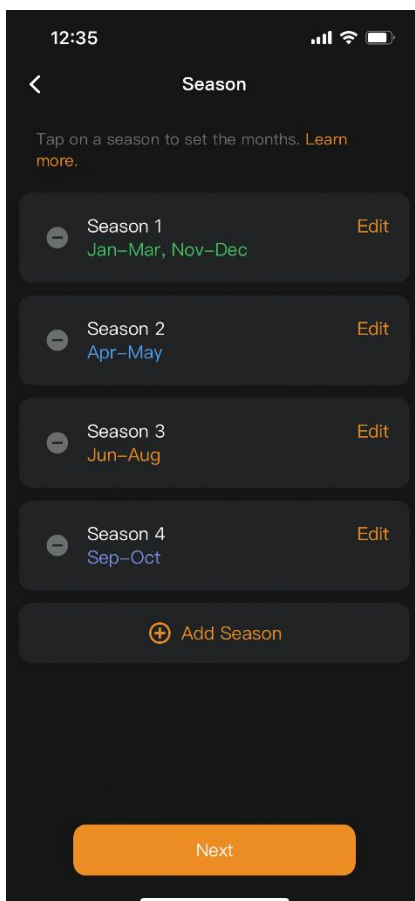 12:35
Season
Tap on a season to set the months. Learn
more.
Season 1
Edit
Jan–Mar, Nov–Dec
Season 2
Edit
Apr–May
Season 3
Edit
Jun–Aug
Season 4
Edit
Sep–Oct
Add Season
Next